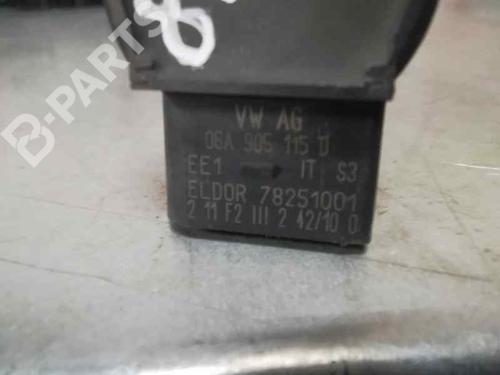 B-PARTS
8
VW AG
06A 905 115 D
EE1 IT S3
ELDOR 78251001
2 11 F2 III 2 42/10 0